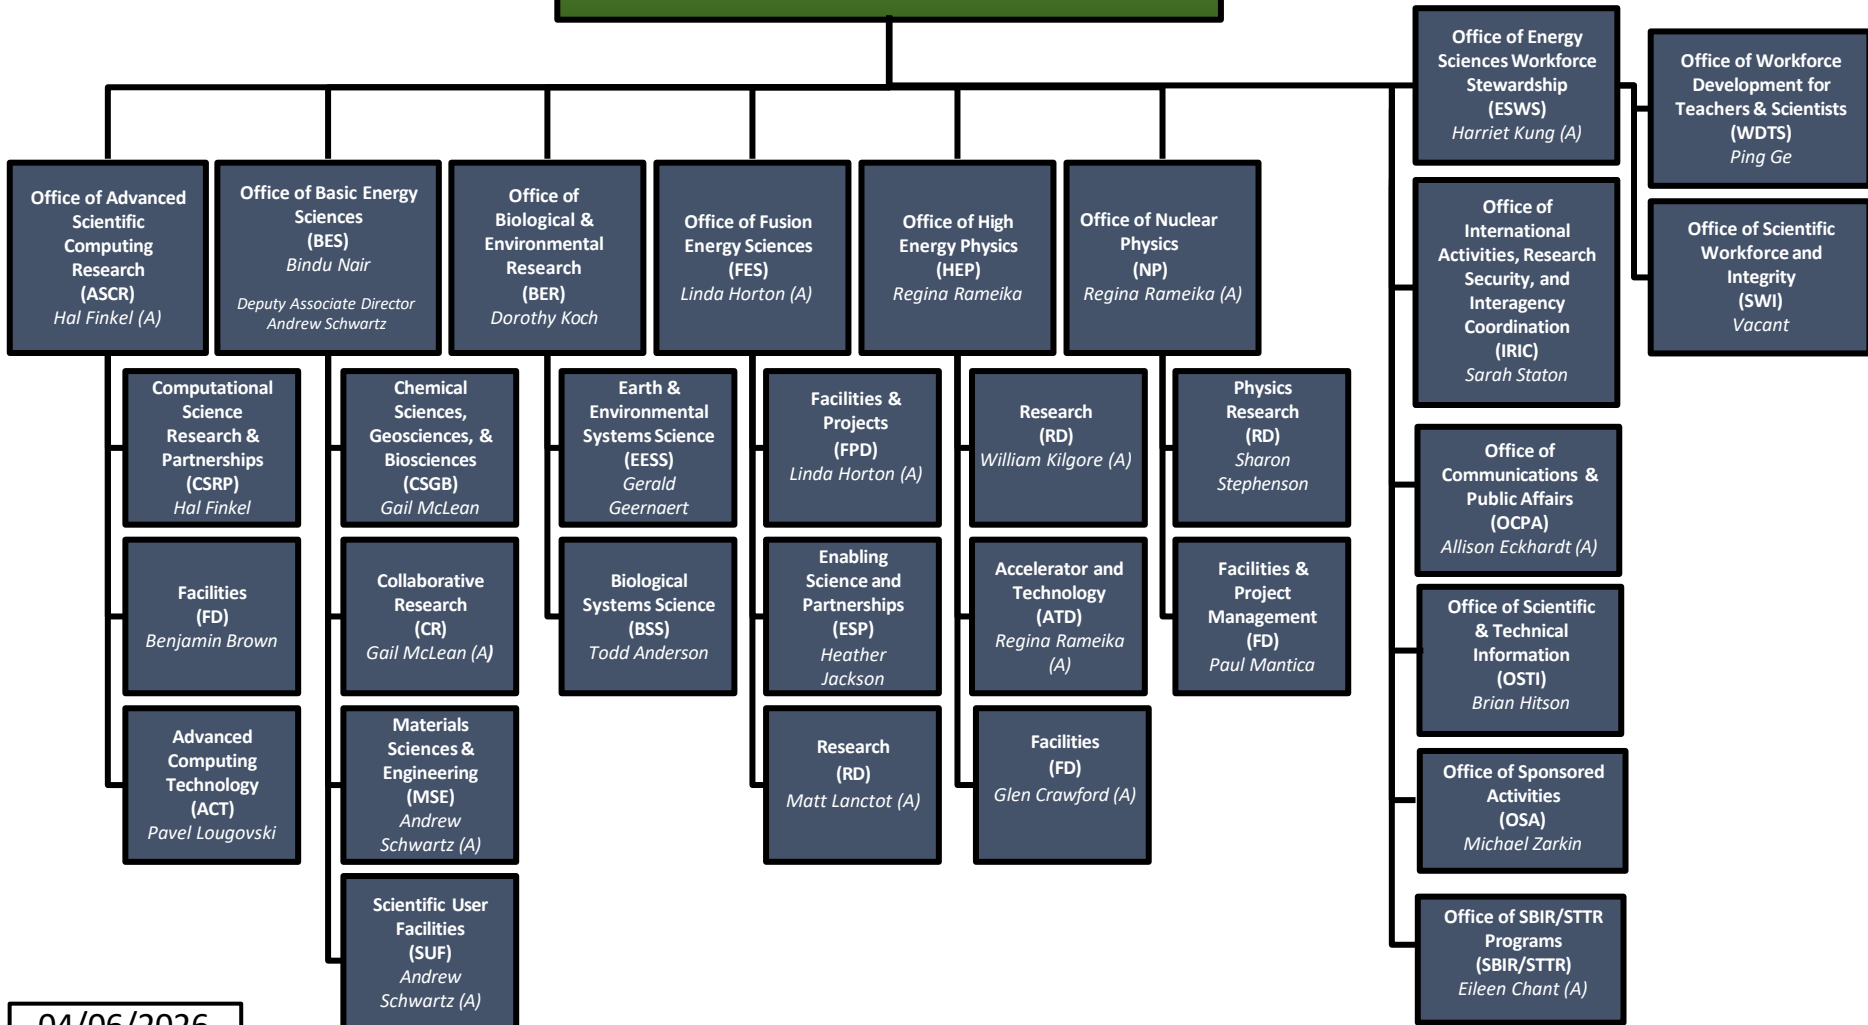 Office of Energy
Sciences Workforce
Stewardship
(ESWS)
Harriet Kung (A)
Office of Workforce
Development for
Teachers & Scientists
(WDTS)
Ping Ge
Office of Scientific
Workforce and
Integrity
(SWI)
Vacant
Office of Advanced
Scientific
Computing
Research
(ASCR)
Hal Finkel (A)
Office of Basic Energy
Sciences
(BES)
Bindu Nair
Deputy Associate Director
Andrew Schwartz
Office of
Biological &
Environmental
Research
(BER)
Dorothy Koch
Office of Fusion
Energy Sciences
(FES)
Linda Horton (A)
Office of High
Energy Physics
(HEP)
Regina Rameika
Office of Nuclear
Physics
(NP)
Regina Rameika (A)
Office of
International
Activities, Research
Security, and
Interagency
Coordination
(IRIC)
Sarah Staton
Computational
Science
Research &
Partnerships
(CSRP)
Hal Finkel
Facilities
(FD)
Benjamin Brown
Advanced
Computing
Technology
(ACT)
Pavel Lougovski
Chemical
Sciences,
Geosciences, &
Biosciences
(CSGB)
Gail McLean
Collaborative
Research
(CR)
Gail McLean (A)
Materials
Sciences &
Engineering
(MSE)
Andrew
Schwartz (A)
Scientific User
Facilities
(SUF)
Andrew
Schwartz (A)
Earth &
Environmental
Systems Science
(EESS)
Gerald
Geernaert
Biological
Systems Science
(BSS)
Todd Anderson
Facilities &
Projects
(FPD)
Linda Horton (A)
Enabling
Science and
Partnerships
(ESP)
Heather
Jackson
Research
(RD)
Matt Lanctot (A)
Research
(RD)
William Kilgore (A)
Accelerator and
Technology
(ATD)
Regina Rameika
(A)
Facilities
(FD)
Glen Crawford (A)
Physics
Research
(RD)
Sharon
Stephenson
Facilities &
Project
Management
(FD)
Paul Mantica
Office of
Communications &
Public Affairs
(OCPA)
Allison Eckhardt (A)
Office of Scientific
& Technical
Information
(OSTI)
Brian Hitson
Office of Sponsored
Activities
(OSA)
Michael Zarkin
Office of SBIR/STTR
Programs
(SBIR/STTR)
Eileen Chant (A)
04/06/2026